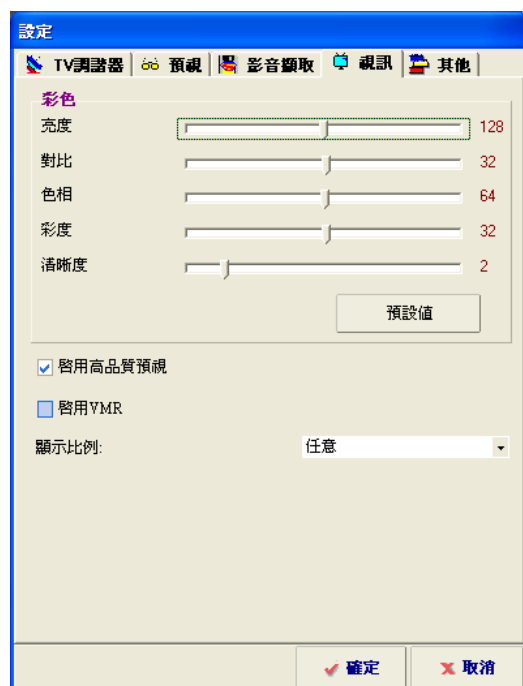 設定
TV調諧器 預視 影音擷取 視訊 其他
彩色
亮度 128
對比 32
色相 64
彩度 32
清晰度 2
預設值
啓用高品質預視
啓用VMR
顯示比例: 任意
確定 取消